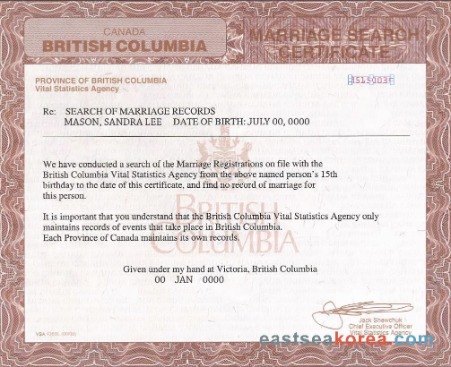 CANADA
BRITISH COLUMBIA
MARRIAGE SEARCH
CERTIFICATE
PROVINCE OF BRITISH COLUMBIA
Vital Statistics Agency
Re: SEARCH OF MARRIAGE RECORDS
MASON, SANDRA LEE DATE OF BIRTH: JULY 00, 0000
We have conducted a search of the Marriage Registrations on file with the
British Columbia Vital Statistics Agency from the above named person's 15th
birthday to the date of this certificate, and find no record of marriage for
this person.
It is important that you understand that the British Columbia Vital Statistics Agency only
maintains records of events that take place in British Columbia.
Each Province of Canada maintains its own records.
BRITISH
COLUMBIA
Given under my hand at Victoria, British Columbia
00 JAN 0000
Jack Shewchuk
Chief Executive Officer
Vital Statistics Agency
eastseakorea.com